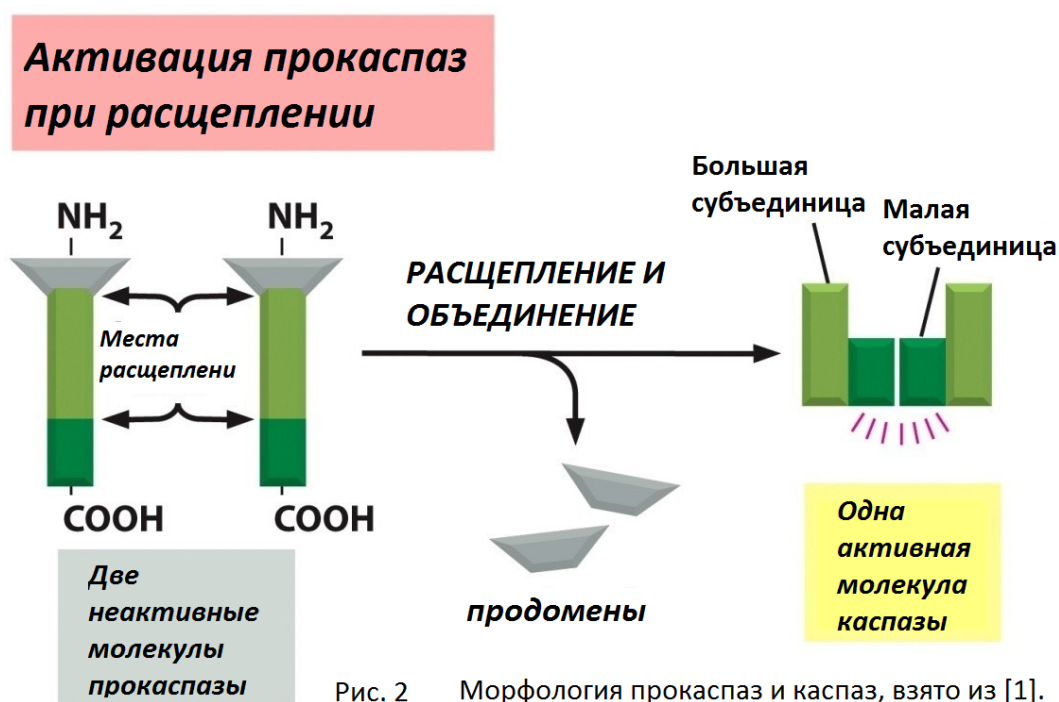 Активация прокаспаз
при расщеплении
Большая
субъединица
Малая
субъединица
NH₂
NH₂
РАСЩЕПЛЕНИЕ И
ОБЪЕДИНЕНИЕ
Места
расщеплени
COOH
COOH
Две
неактивные
молекулы
прокаспазы
продомены
Одна
активная
молекула
каспазы
Рис. 2 Морфология прокаспаз и каспаз, взято из [1].